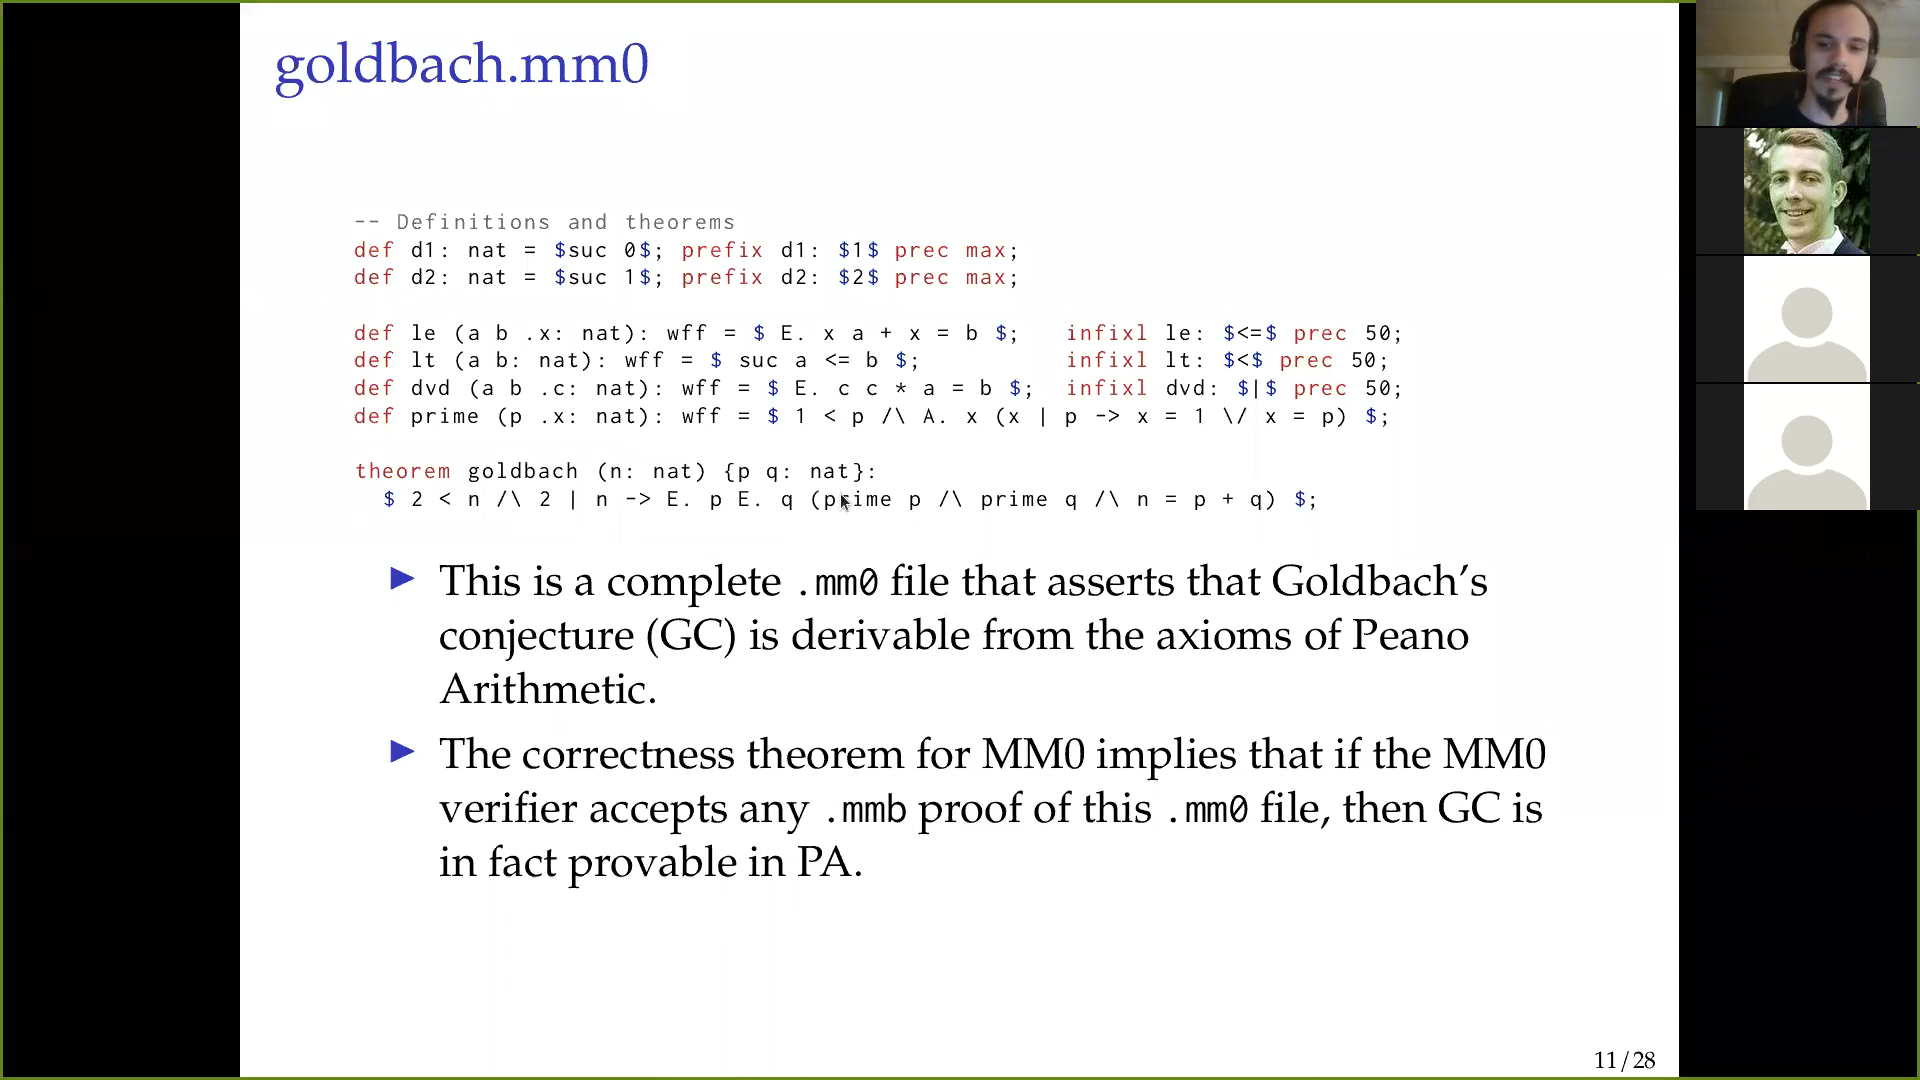 goldbach.mm0
-- Definitions and theorems
def d1: nat = $suc 0$; prefix d1: $1$ prec max;
def d2: nat = $suc 1$; prefix d2: $2$ prec max;
def le (a b .x: nat): wff = $ E. x a + x = b $; infixl le: $<=$ prec 50;
def lt (a b: nat): wff = $ suc a <= b $; infixl lt: $<$ prec 50;
def dvd (a b .c: nat): wff = $ E. c c * a = b $; infixl dvd: $|$ prec 50;
def prime (p .x: nat): wff = $ 1 < p /\ A. x (x | p -> x = 1 \/ x = p) $;
theorem goldbach (n: nat) {p q: nat}:
$ 2 < n /\ 2 | n -> E. p E. q (prime p /\ prime q /\ n = p + q) $;
▶ This is a complete .mm0 file that asserts that Goldbach's
conjecture (GC) is derivable from the axioms of Peano
Arithmetic.
▶ The correctness theorem for MM0 implies that if the MM0
verifier accepts any .mmb proof of this .mm0 file, then GC is
in fact provable in PA.
11/28